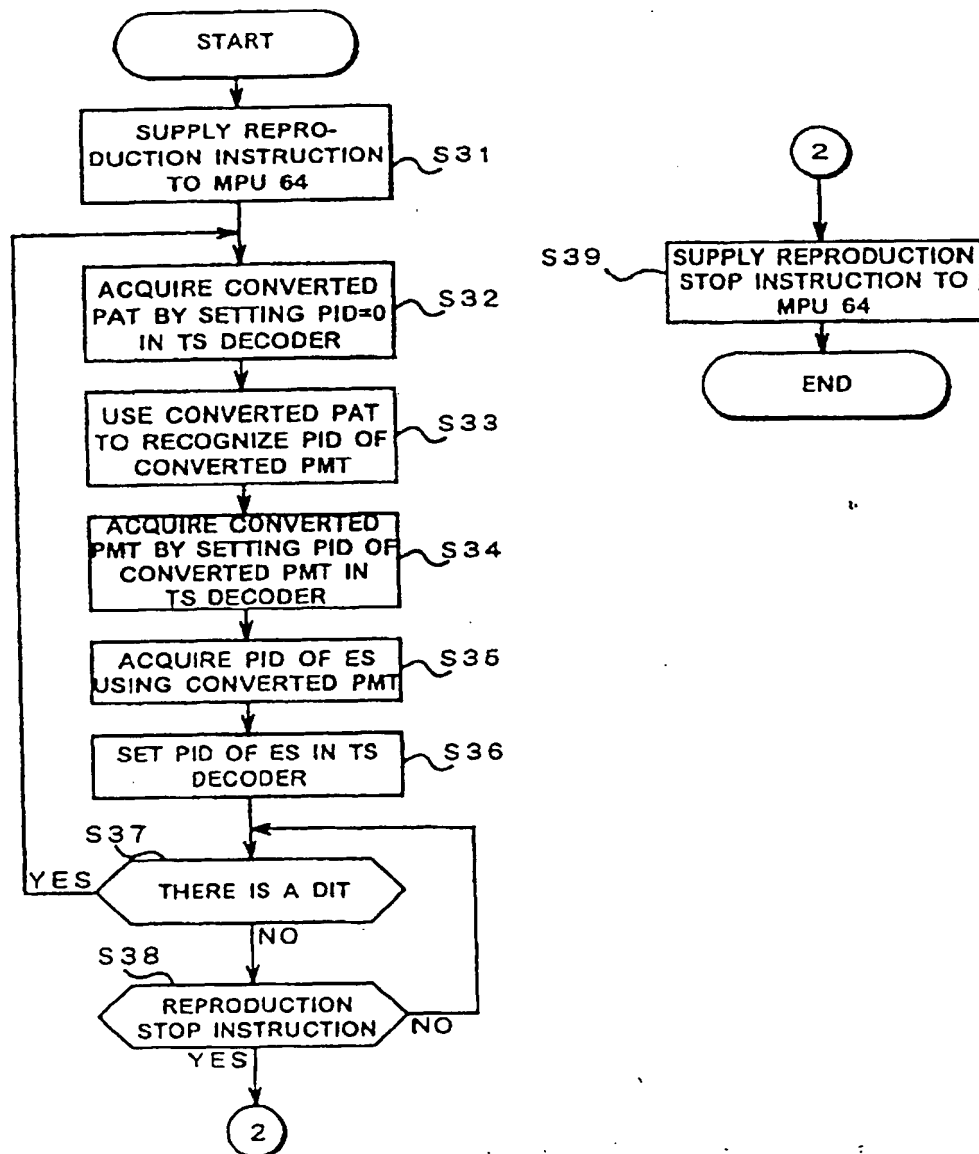 START
SUPPLY REPRO-
DUCTION INSTRUCTION
TO MPU 64
S31
ACQUIRE CONVERTED
PAT BY SETTING PID=0
IN TS DECODER
S32
USE CONVERTED PAT
TO RECOGNIZE PID OF
CONVERTED PMT
S33
ACQUIRE CONVERTED
PMT BY SETTING PID OF
CONVERTED PMT IN
TS DECODER
S34
ACQUIRE PID OF ES
USING CONVERTED PMT
S35
SET PID OF ES IN TS
DECODER
S36
S37
THERE IS A DIT
YES
NO
S38
REPRODUCTION
STOP INSTRUCTION
NO
YES
2
2
S39
SUPPLY REPRODUCTION
STOP INSTRUCTION TO
MPU 64
END